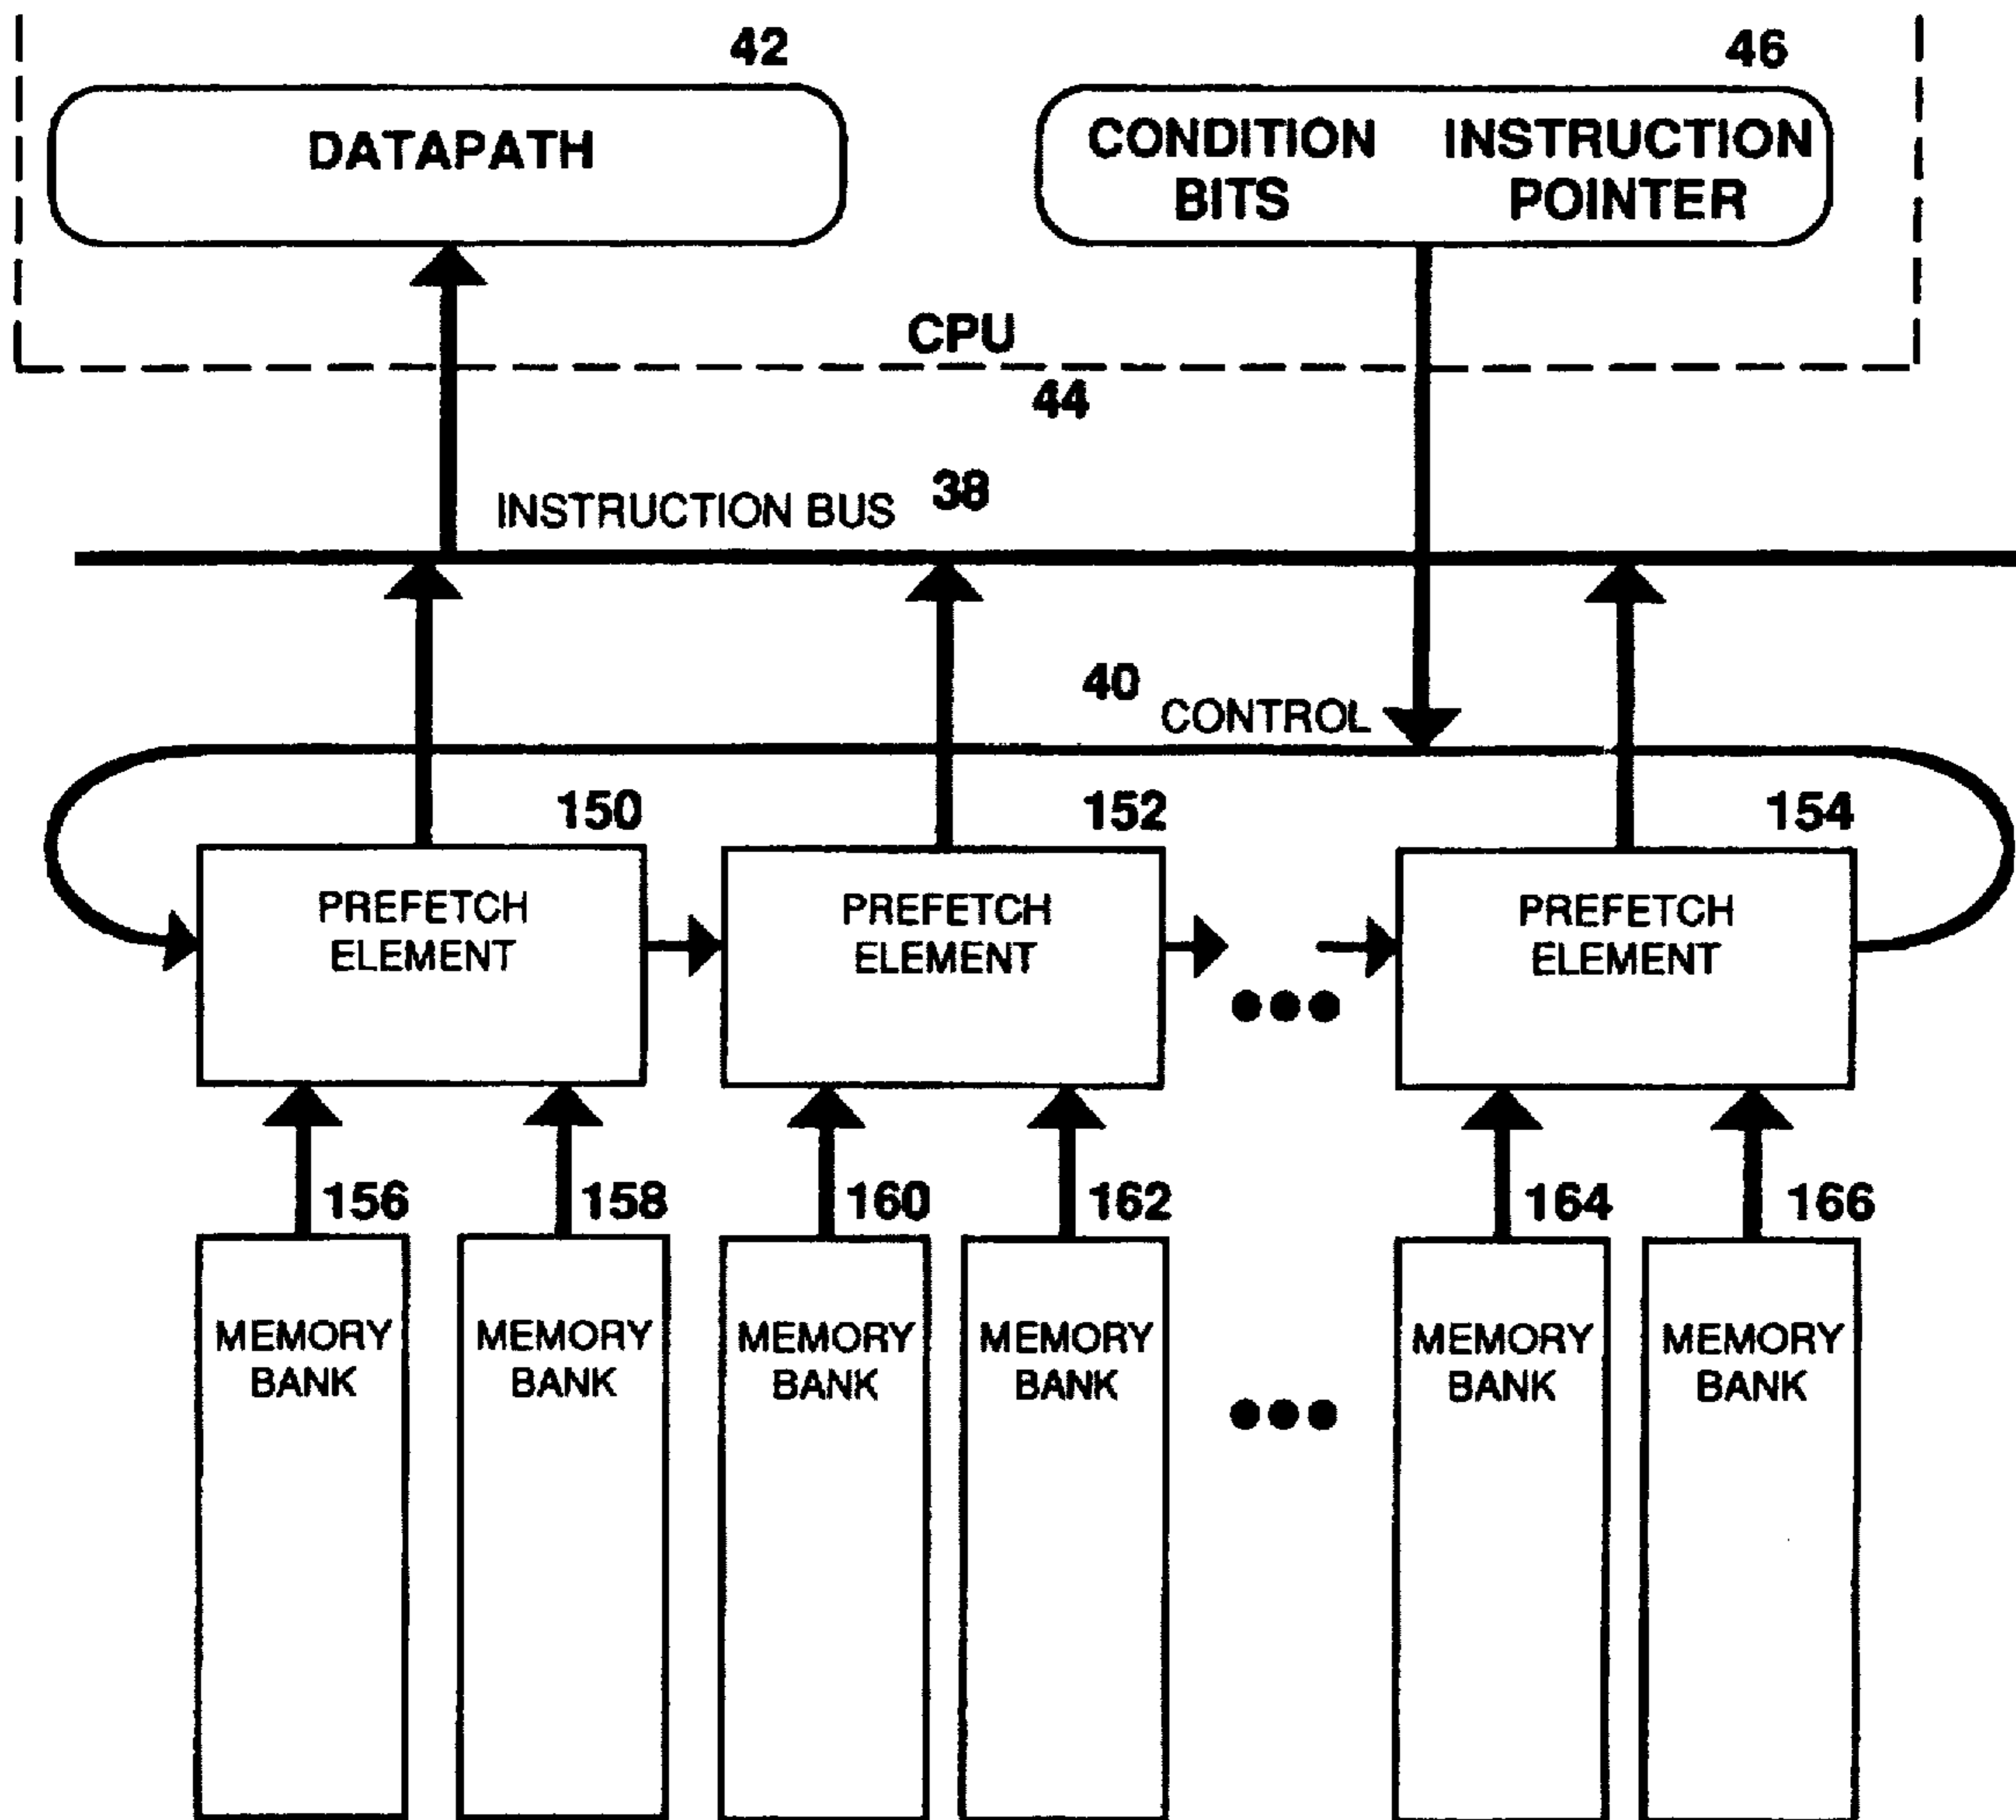 42
46
DATAPATH
CONDITION BITS
INSTRUCTION POINTER
CPU
44
INSTRUCTION BUS 38
40 CONTROL
150
152
154
PREFETCH
ELEMENT
PREFETCH
ELEMENT
PREFETCH
ELEMENT
156
158
160
162
164
166
MEMORY
BANK
MEMORY
BANK
MEMORY
BANK
MEMORY
BANK
MEMORY
BANK
MEMORY
BANK